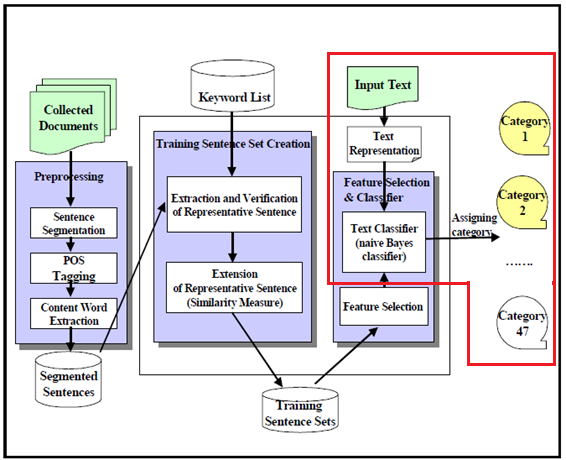 Collected
Documents
Preprocessing
Sentence
Segmentation
POS
Tagging
Content Word
Extraction
Segmented
Sentences
Keyword List
Training Sentence Set Creation
Extraction and Verification
of Representative Sentence
Extension
of Representative Sentence
(Similarity Measure)
Training
Sentence Sets
Input Text
Text
Representation
Feature Selection
& Classifier
Text Classifier
(naive Bayes
classifier)
Feature Selection
Assigning
category
Category
1
Category
2
.......
Category
47